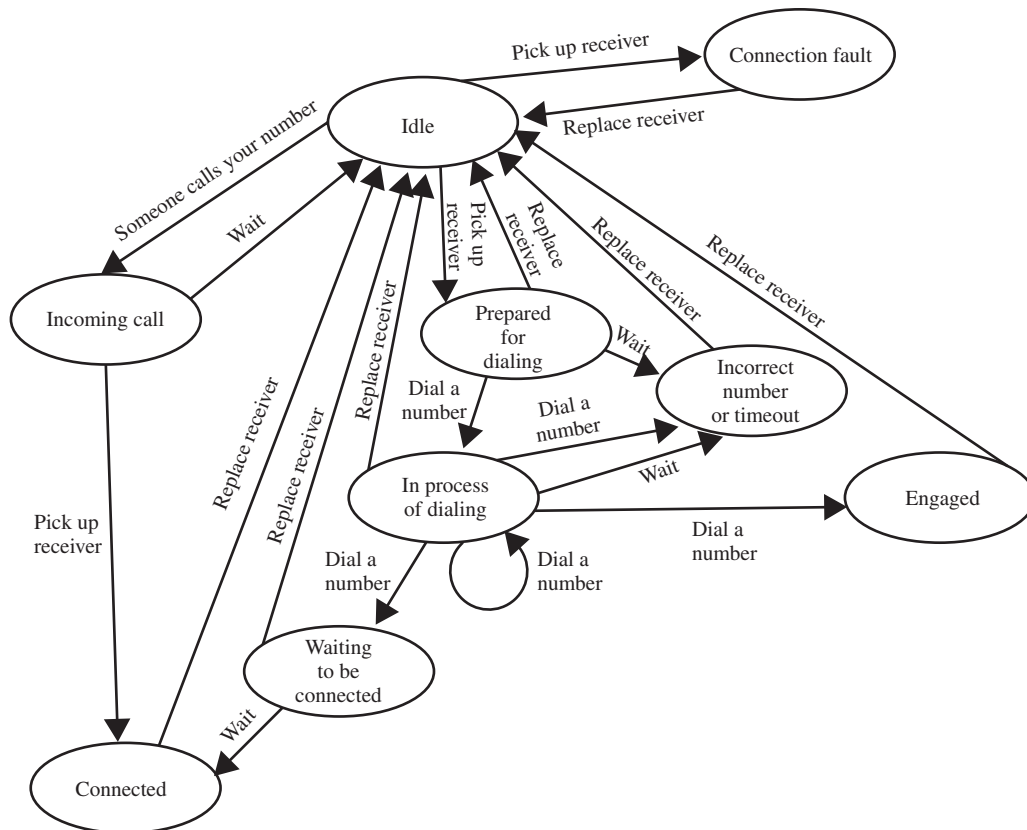 Pick up receiver
Connection fault
Idle
Replace receiver
Someone calls your number
Wait
Pick up
receiver
Replace
receiver
Replace receiver
Replace receiver
Incoming call
Prepared
for
dialing
Wait
Incorrect
number
or timeout
Replace receiver
Dial a
number
Dial a
number
Replace receiver
Replace receiver
Wait
In process
of dialing
Engaged
Pick up
receiver
Dial a
number
Dial a
number
Dial a
number
Waiting
to be
connected
Wait
Connected